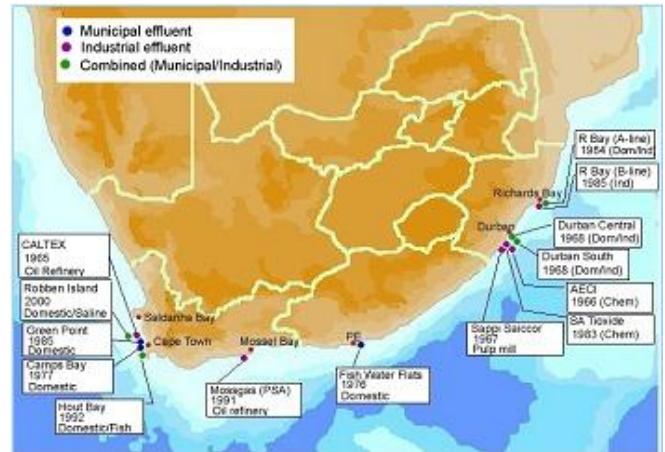 Municipal effluent
Industrial effluent
Combined (Municipal/Industrial)
R Bay (A-line)
1984 (Dom/Ind)
R Bay (B-line)
1985 (Ind)
Richards Bay
Durban
Durban Central
1968 (Dom/Ind)
Durban South
1968 (Dom/Ind)
AECI
1966 (Chem)
SA Tioxide
1983 (Chem)
Sappi Saiccor
1967
Pulp mill
CALTEX
1965
Oil Refinery
Robben Island
2000
Domestic/Saline
Green Point
1985
Domestic
Camps Bay
1977
Domestic
Hout Bay
1992
Domestic/Fish
Saldanha Bay
Cape Town
Mossel Bay
PE
Mossgas (PSA)
1991
Oil refinery
Fish Water Flats
1976
Domestic